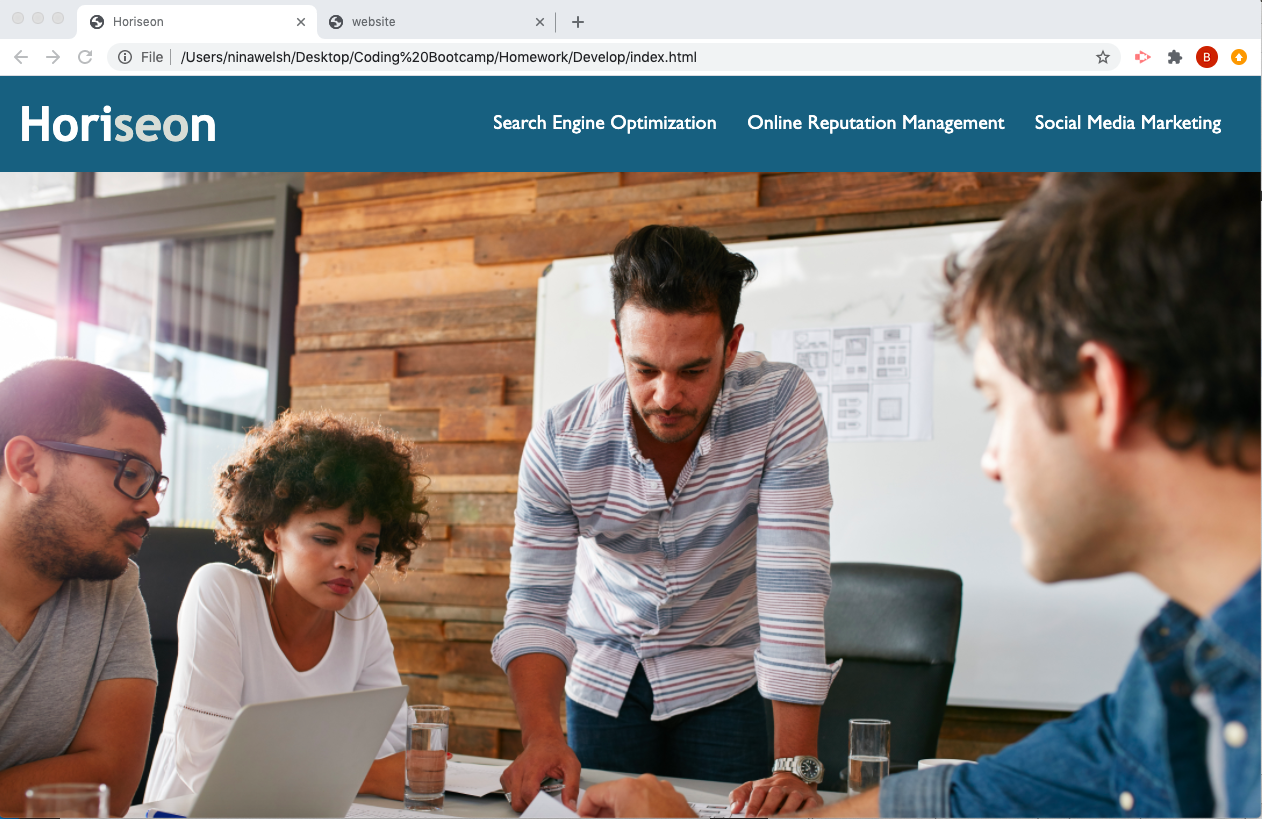 Horiseon
website
File
/Users/ninawelsh/Desktop/Coding%20Bootcamp/Homework/Develop/index.html
B
Horiseon
Search Engine Optimization
Online Reputation Management
Social Media Marketing